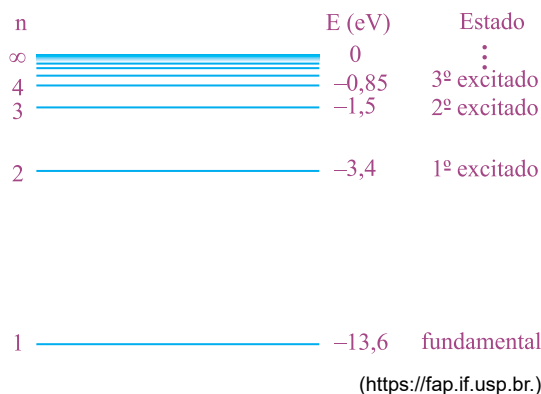 n E (eV) Estado
∞ 0 ⋮
4 –0,85 3º excitado
3 –1,5 2º excitado
2 –3,4 1º excitado
1 –13,6 fundamental
(https://fap.if.usp.br.)